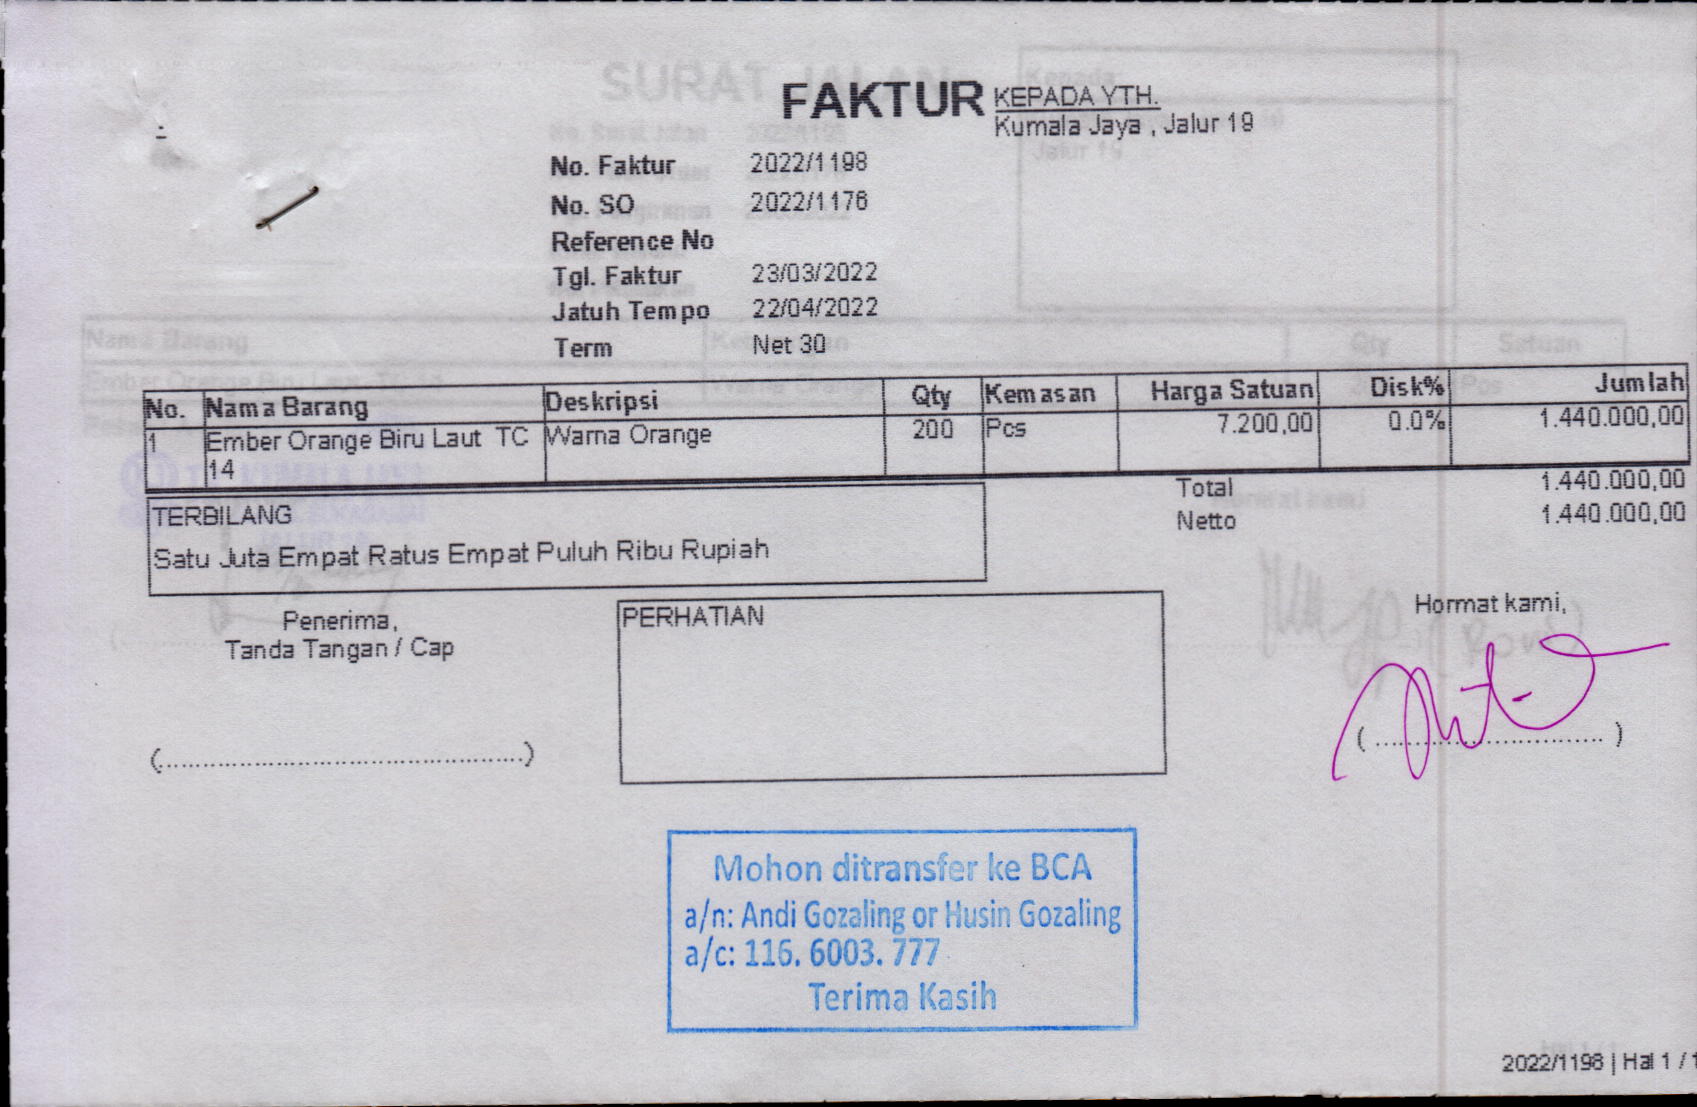 FAKTUR
KEPADA YTH.
Kumala Jaya , Jalur 19
No. Faktur 2022/1198
No. SO 2022/1176
Reference No
Tgl. Faktur 23/03/2022
Jatuh Tempo 22/04/2022
Term Net 30
No. Nama Barang Deskripsi Qty Kemasan Harga Satuan Disk% Jumlah
1 Ember Orange Biru Laut TC Warna Orange 200 Pcs 7.200,00 0.0% 1.440.000,00
14
Total 1.440.000,00
Netto 1.440.000,00
TERBILANG
Satu Juta Empat Ratus Empat Puluh Ribu Rupiah
Penerima,
Tanda Tangan / Cap
(................................................)
PERHATIAN
Hormat kami,
( .............................. )
Mohon ditransfer ke BCA
a/n: Andi Gozaling or Husin Gozaling
a/c: 116. 6003. 777
Terima Kasih
2022/1198 | Hal 1 / 1